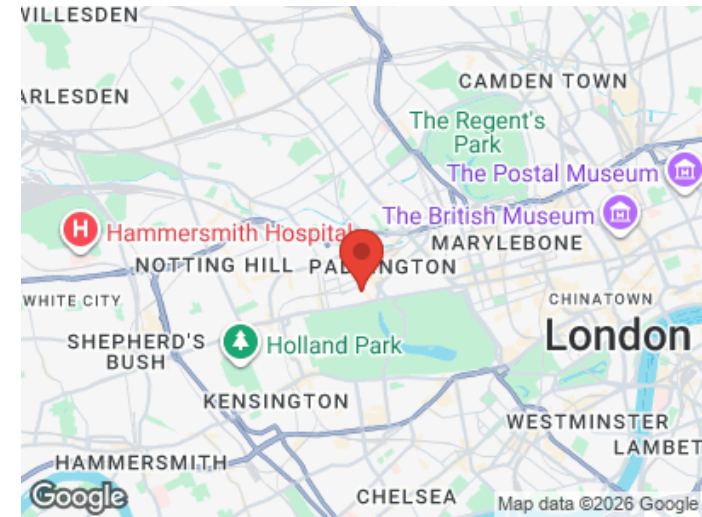 WILLESDEN
CAMDEN TOWN
ARLESDEN
The Regent's
Park
The Postal Museum
The British Museum
Hammersmith Hospital
MARYLEBONE
NOTTING HILL
PADDINGTON
WHITE CITY
CHINATOWN
SHEPHERD'S
BUSH
London
Holland Park
KENSINGTON
WESTMINSTER
LAMBET
HAMMERSMITH
CHELSEA
Google
Map data ©2026 Google